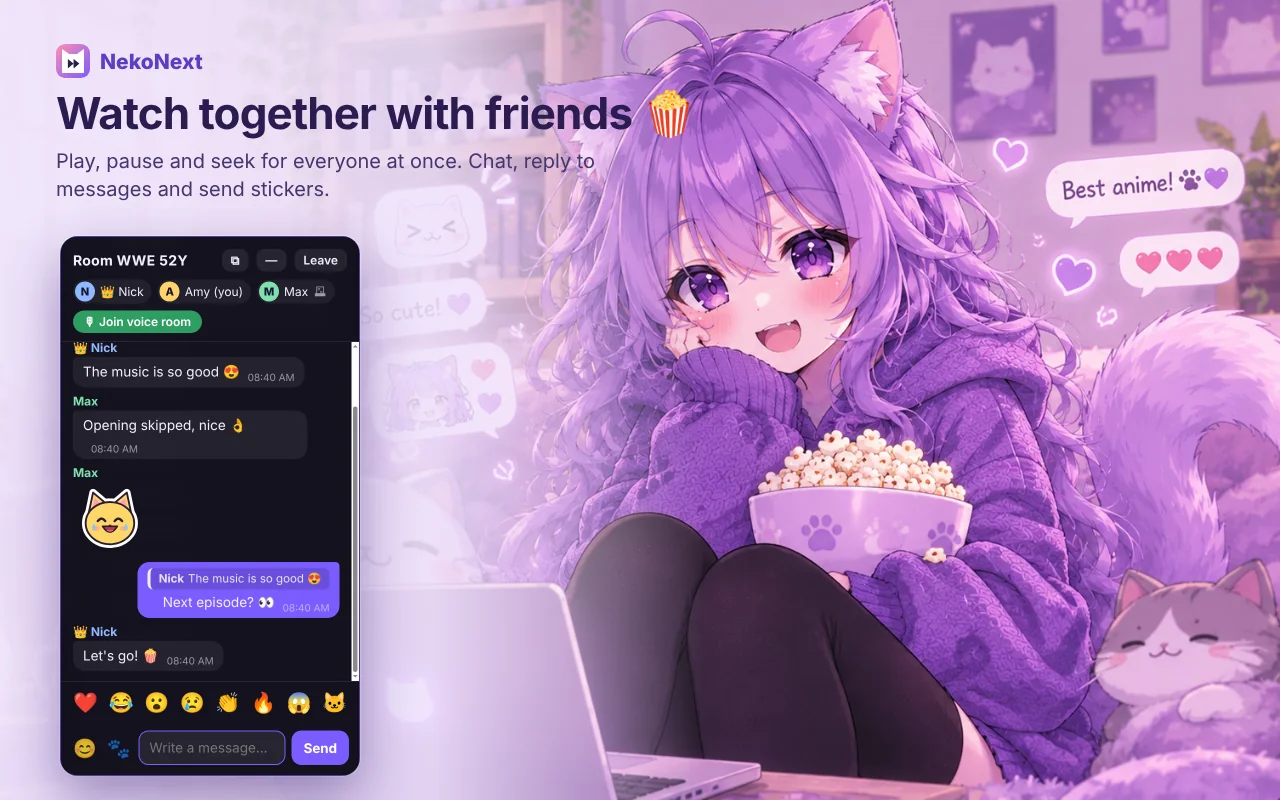 NekoNext
Watch together with friends 🍿
Play, pause and seek for everyone at once. Chat, reply to
messages and send stickers.
Room WWE 52Y
Leave
N 👑 Nick
A Amy (you)
M Max
🎙 Join voice room
👑 Nick
The music is so good 😍 08:40 AM
Max
Opening skipped, nice 👌
08:40 AM
Max
Nick The music is so good 😍
Next episode? 👀 08:40 AM
👑 Nick
Let's go! 🍿 08:40 AM
Write a message...
Send
So cute! 💜
Best anime! 🐾💜